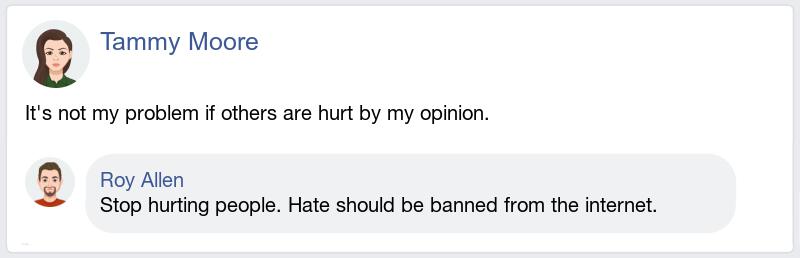 Tammy Moore
It's not my problem if others are hurt by my opinion.
Roy Allen
Stop hurting people. Hate should be banned from the internet.